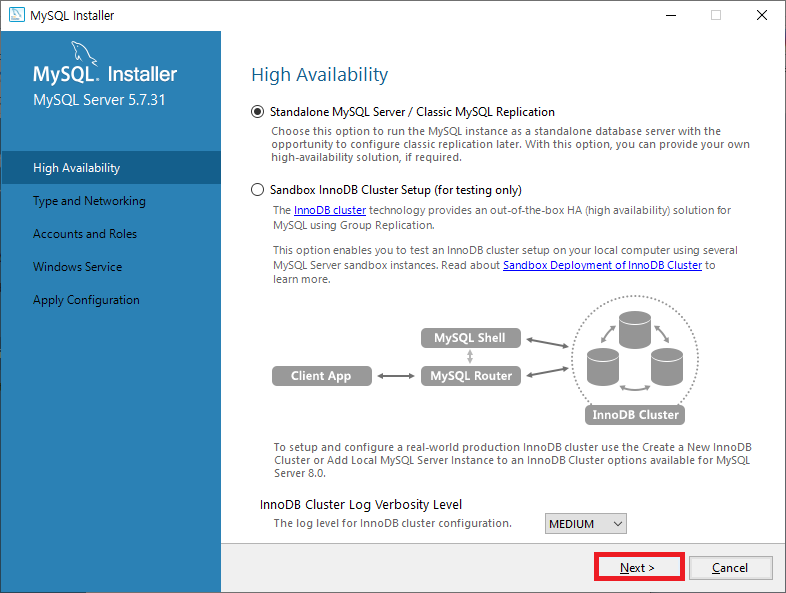 MySQL Installer
MySQL. Installer
MySQL Server 5.7.31
High Availability
Type and Networking
Accounts and Roles
Windows Service
Apply Configuration
High Availability
Standalone MySQL Server / Classic MySQL Replication
Choose this option to run the MySQL instance as a standalone database server with the
opportunity to configure classic replication later. With this option, you can provide your own
high-availability solution, if required.
Sandbox InnoDB Cluster Setup (for testing only)
The InnoDB cluster technology provides an out-of-the-box HA (high availability) solution for
MySQL using Group Replication.
This option enables you to test an InnoDB cluster setup on your local computer using several
MySQL Server sandbox instances. Read about Sandbox Deployment of InnoDB Cluster to
learn more.
MySQL Shell
Client App
MySQL Router
InnoDB Cluster
To setup and configure a real-world production InnoDB cluster use the Create a New InnoDB
Cluster or Add Local MySQL Server Instance to an InnoDB Cluster options available for MySQL
Server 8.0.
InnoDB Cluster Log Verbosity Level
The log level for InnoDB cluster configuration.
MEDIUM
Next >
Cancel